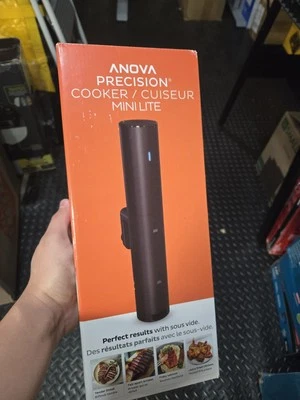 ANOVA
PRECISION®
COOKER / CUISEUR
MINI LITE
Perfect results with sous vide.
Des résultats parfaits avec le sous-vide.